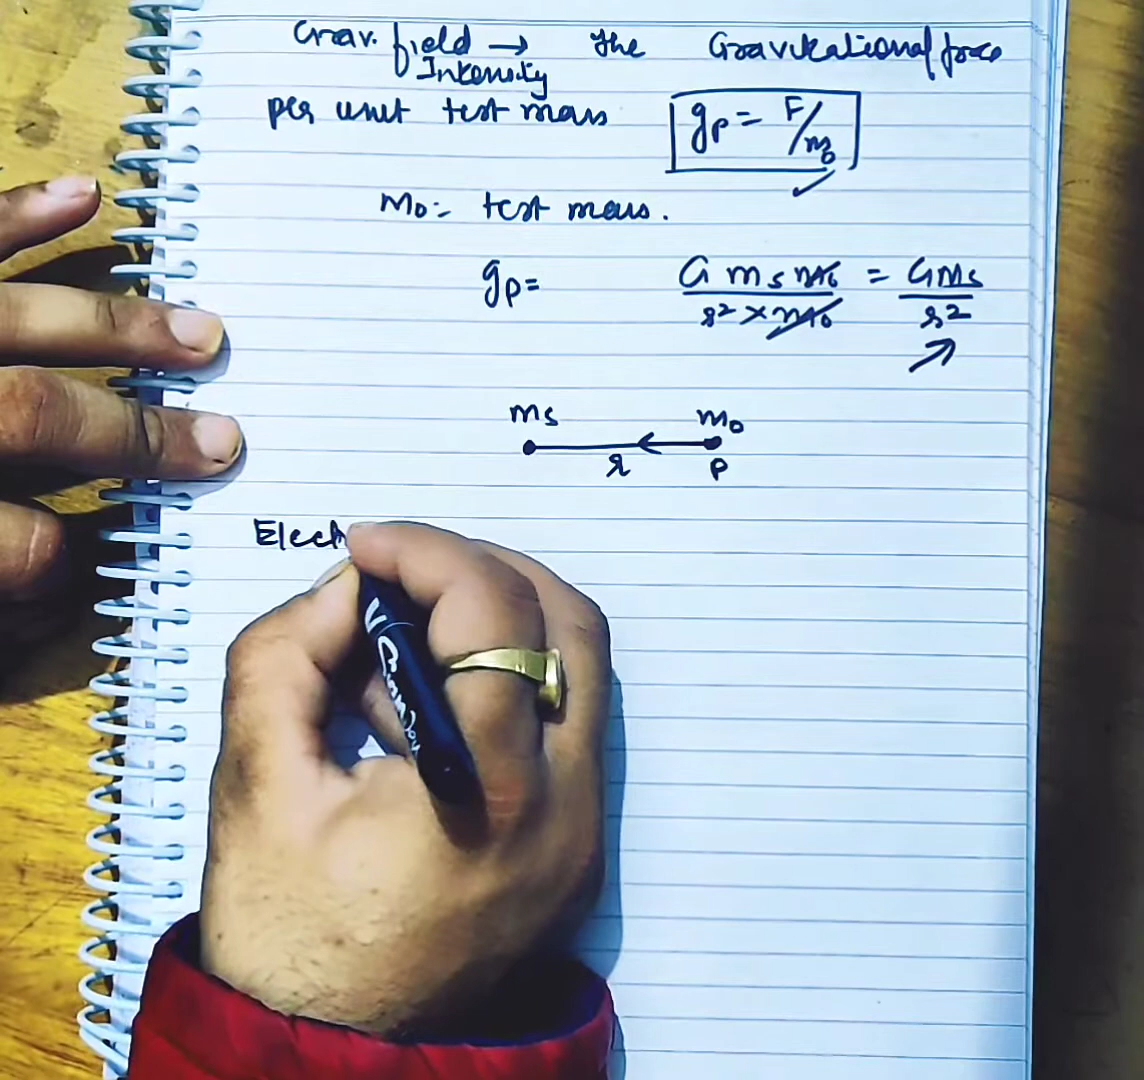 Grav. field → The Gravitational force
Intensity
per unit test mass gp = F/m0
m0 = test mass.
gp = G ms m0 / r² × m0 = G Ms / r²
ms m0
r P
Elect